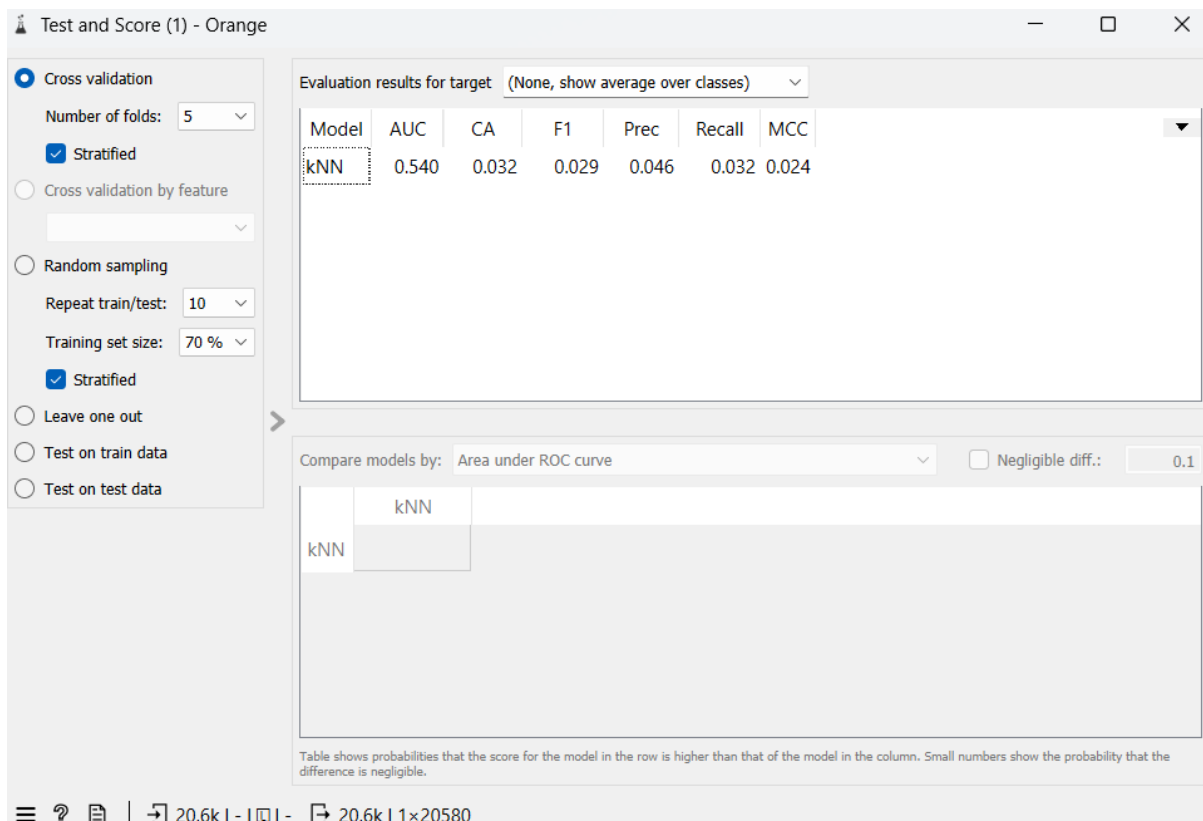 Test and Score (1) - Orange
Cross validation
Number of folds: 5
Stratified
Cross validation by feature
Random sampling
Repeat train/test: 10
Training set size: 70 %
Stratified
Leave one out
Test on train data
Test on test data
Evaluation results for target (None, show average over classes)
Model AUC CA F1 Prec Recall MCC
kNN 0.540 0.032 0.029 0.046 0.032 0.024
Compare models by: Area under ROC curve Negligible diff.: 0.1
kNN
kNN
Table shows probabilities that the score for the model in the row is higher than that of the model in the column. Small numbers show the probability that the
difference is negligible.
20.6k | - | - 20.6k | 1×20580